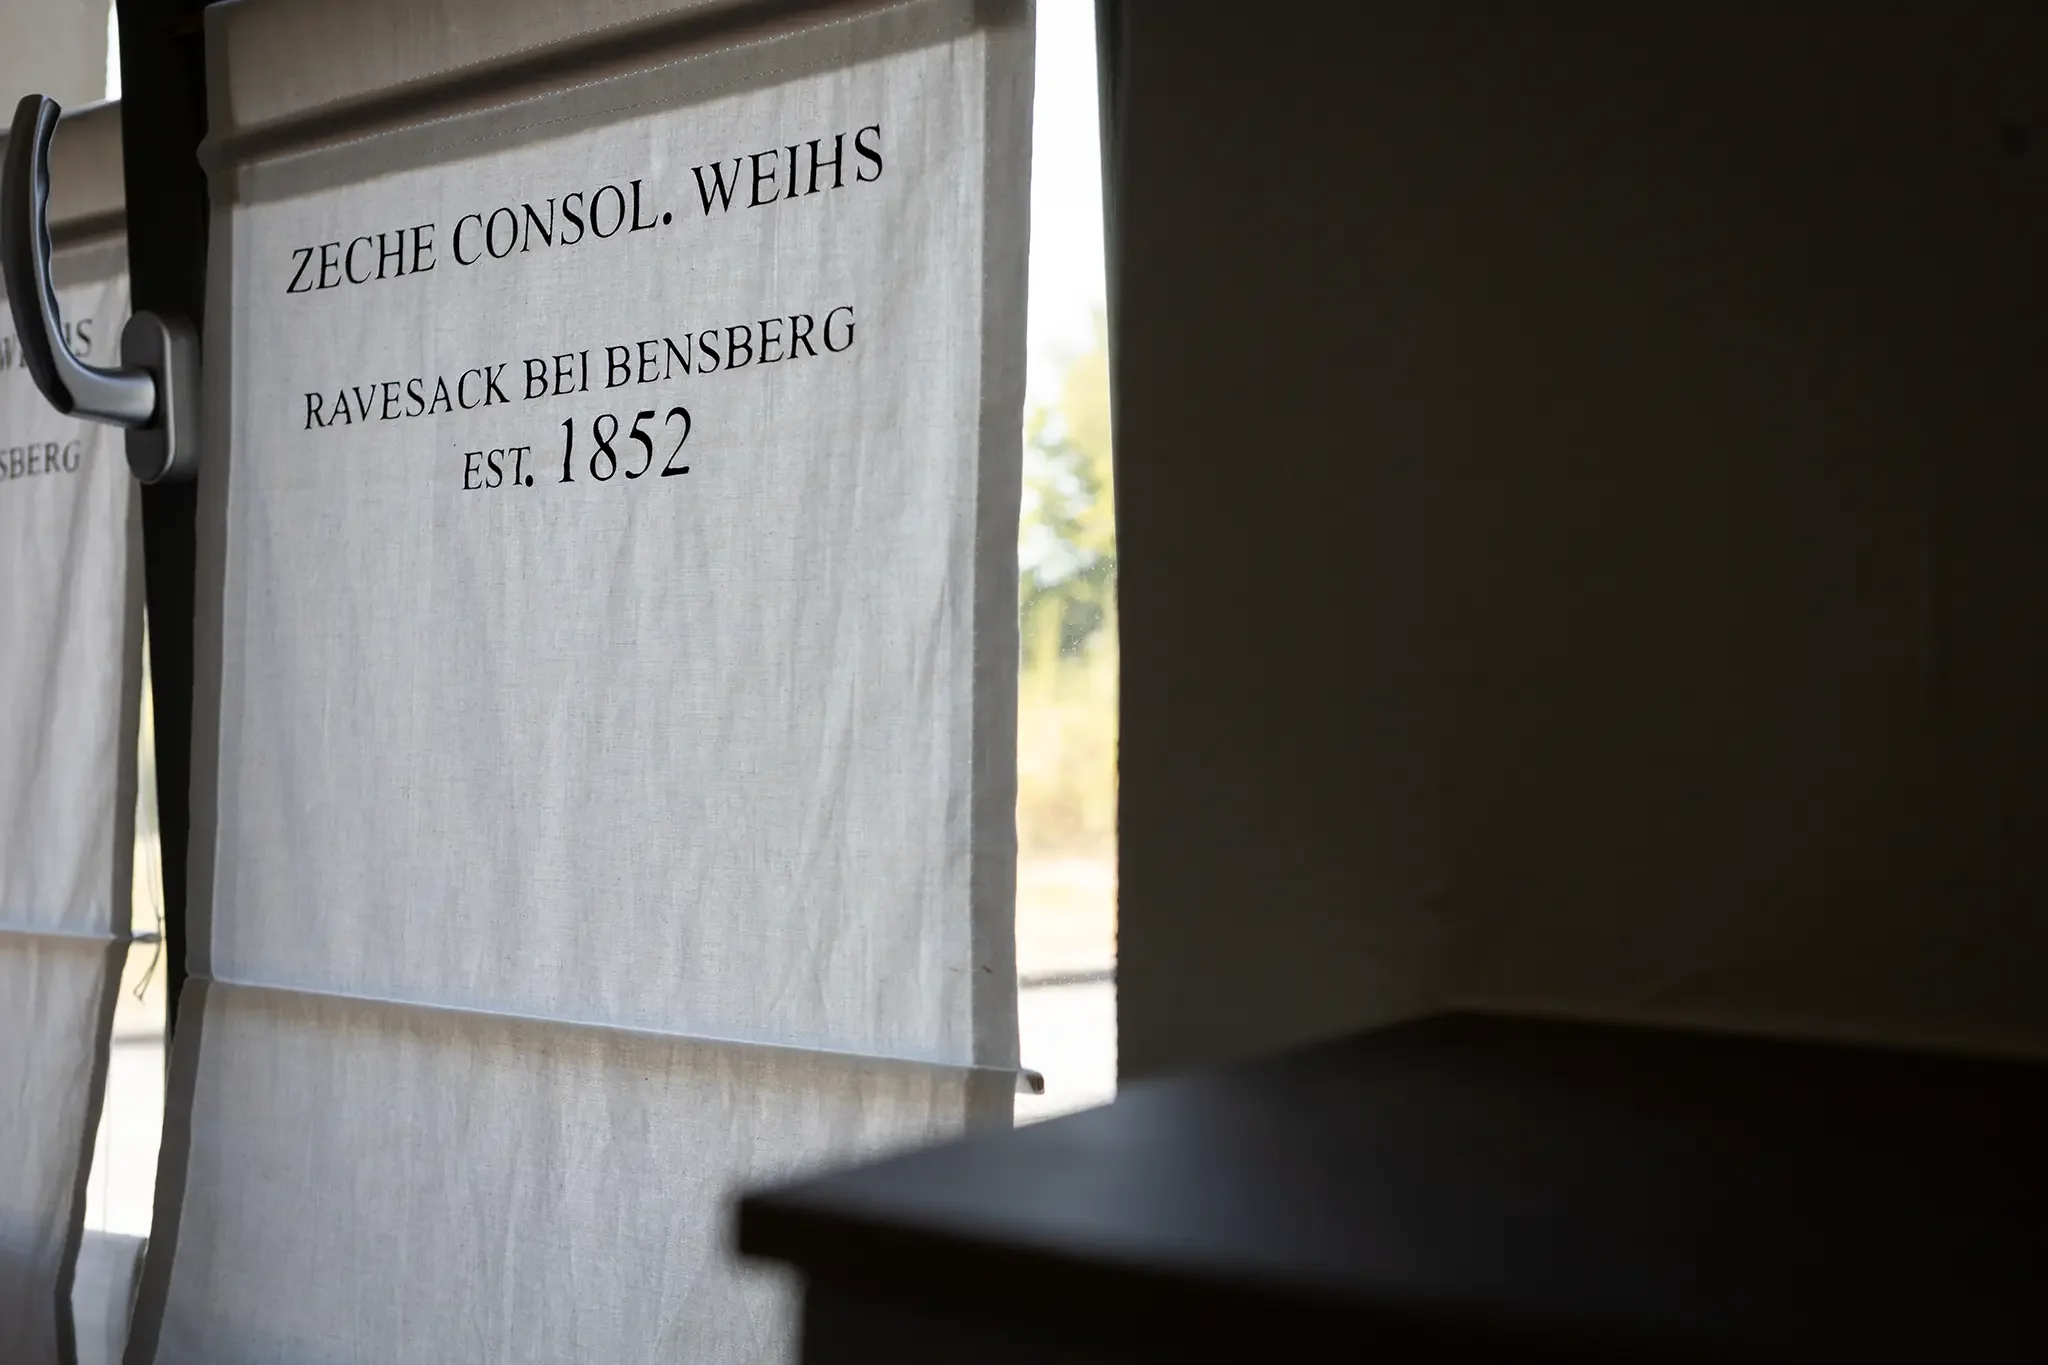 ZECHE CONSOL. WEIHS
RAVESACK BEI BENSBERG
EST. 1852